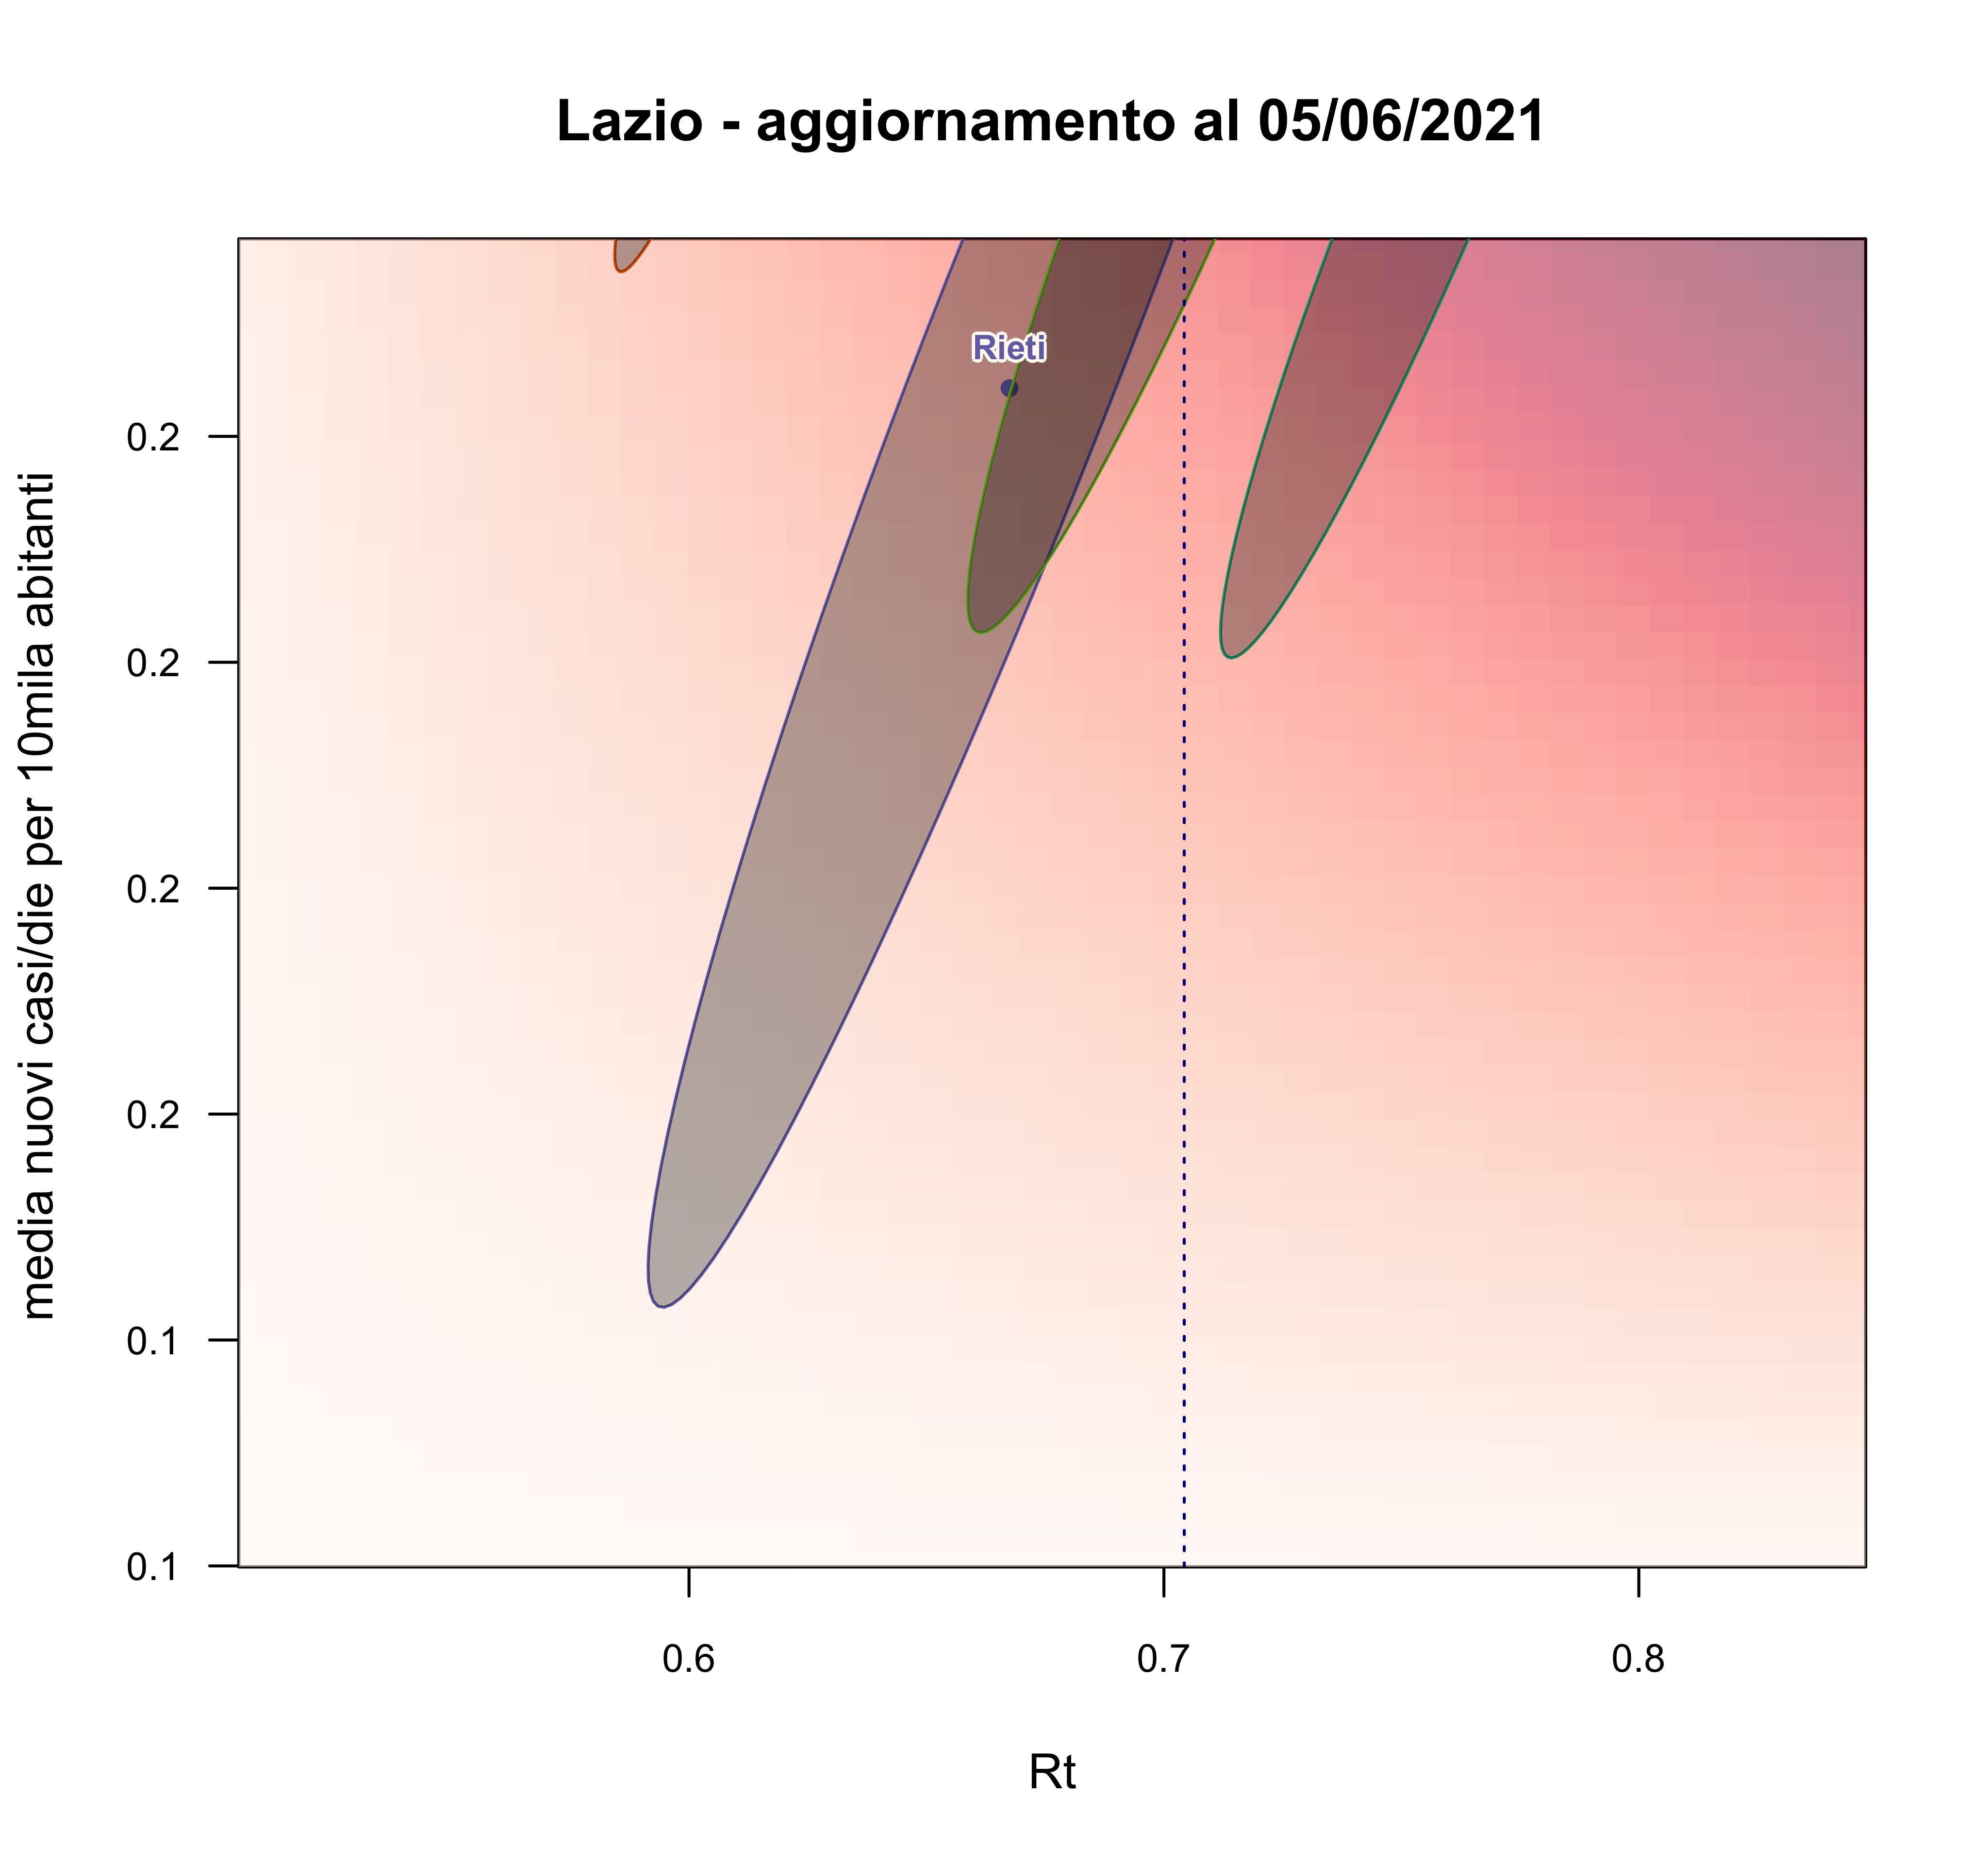 Lazio - aggiornamento al 05/06/2021
media nuovi casi/die per 10mila abitanti
0.2
0.2
0.2
0.2
0.1
0.1
Rieti
0.6
0.7
0.8
Rt